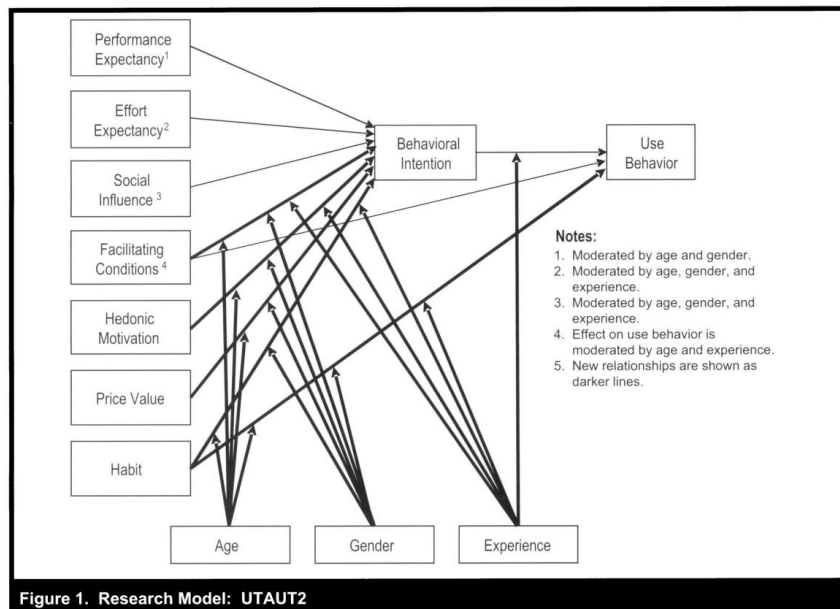 Performance
Expectancy¹
Effort
Expectancy²
Social
Influence ³
Facilitating
Conditions ⁴
Hedonic
Motivation
Price Value
Habit
Behavioral
Intention
Use
Behavior
Notes:
1. Moderated by age and gender.
2. Moderated by age, gender, and
experience.
3. Moderated by age, gender, and
experience.
4. Effect on use behavior is
moderated by age and experience.
5. New relationships are shown as
darker lines.
Age
Gender
Experience
Figure 1. Research Model: UTAUT2